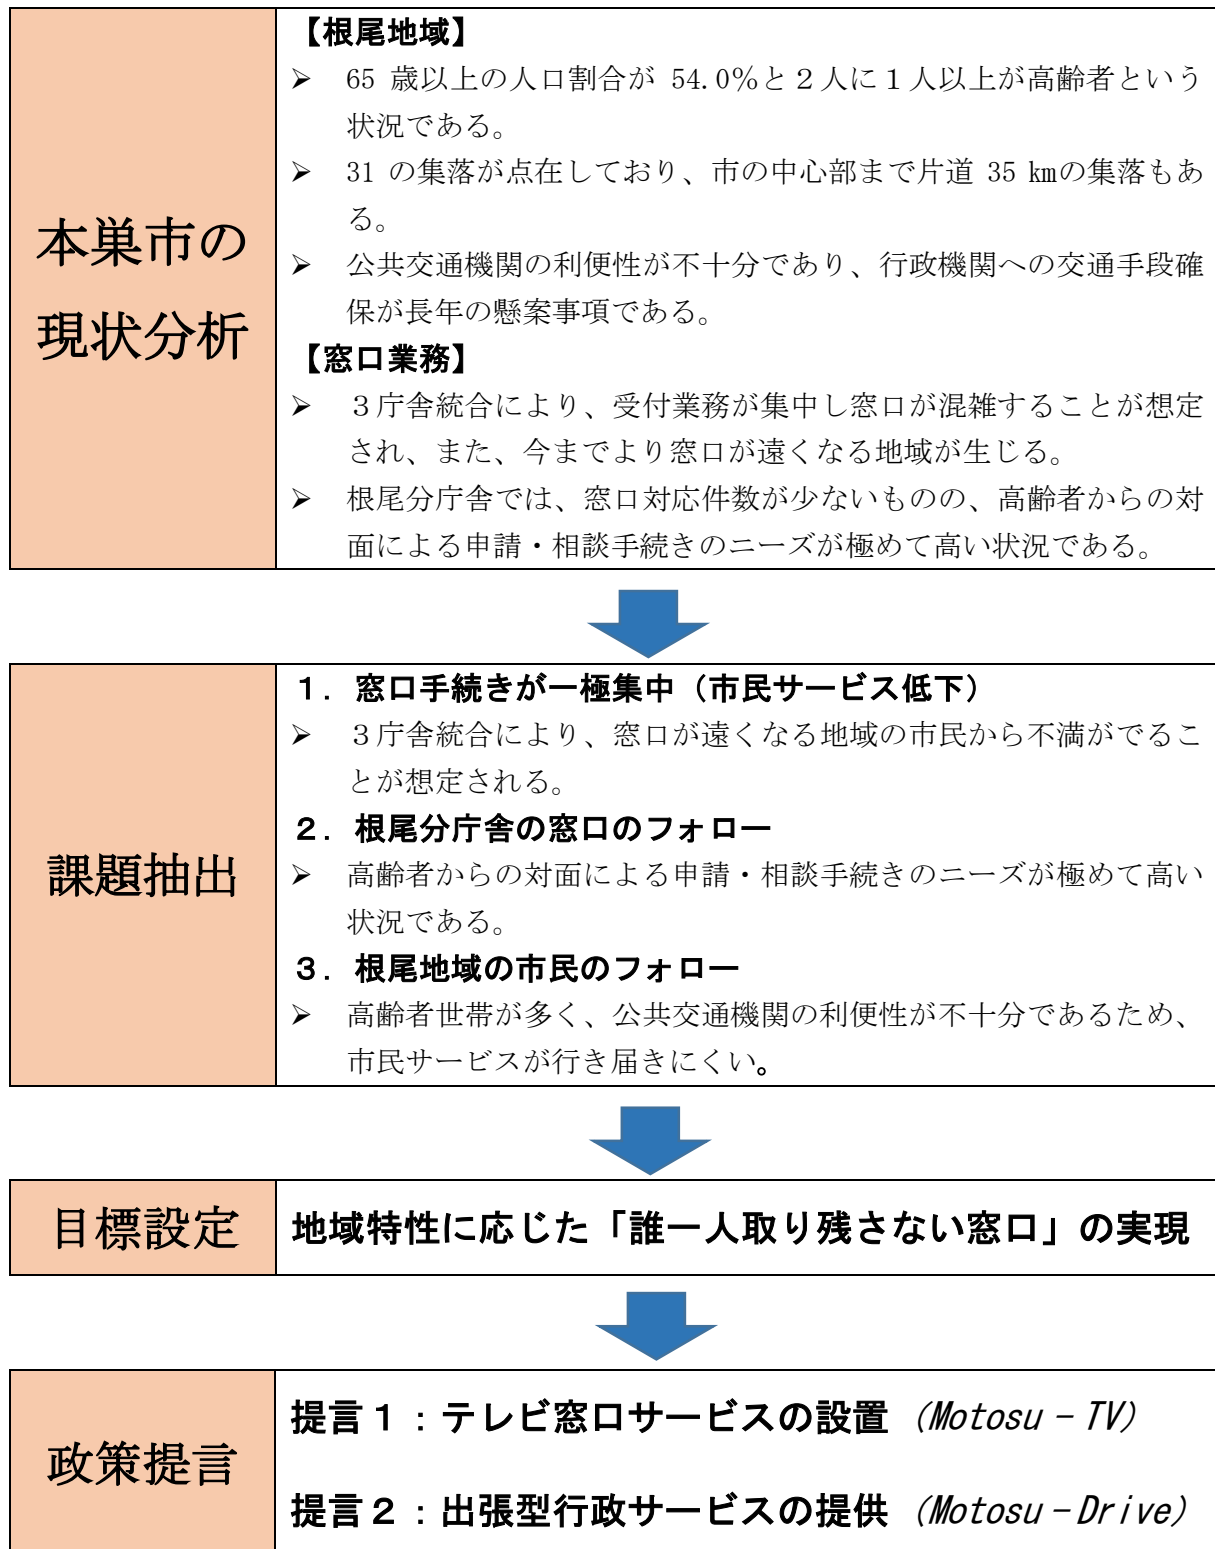 本巣市の
現状分析
【根尾地域】
➢ 65 歳以上の人口割合が 54.0％と２人に１人以上が高齢者という
状況である。
➢ 31 の集落が点在しており、市の中心部まで片道 35 ㎞の集落もあ
る。
➢ 公共交通機関の利便性が不十分であり、行政機関への交通手段確
保が長年の懸案事項である。
【窓口業務】
➢ ３庁舎統合により、受付業務が集中し窓口が混雑することが想定
され、また、今までより窓口が遠くなる地域が生じる。
➢ 根尾分庁舎では、窓口対応件数が少ないものの、高齢者からの対
面による申請・相談手続きのニーズが極めて高い状況である。
課題抽出
１．窓口手続きが一極集中（市民サービス低下）
➢ ３庁舎統合により、窓口が遠くなる地域の市民から不満がでるこ
とが想定される。
２．根尾分庁舎の窓口のフォロー
➢ 高齢者からの対面による申請・相談手続きのニーズが極めて高い
状況である。
３．根尾地域の市民のフォロー
➢ 高齢者世帯が多く、公共交通機関の利便性が不十分であるため、
市民サービスが行き届きにくい。
目標設定
地域特性に応じた「誰一人取り残さない窓口」の実現
政策提言
提言１：テレビ窓口サービスの設置（Motosu－TV）
提言２：出張型行政サービスの提供（Motosu－Drive）